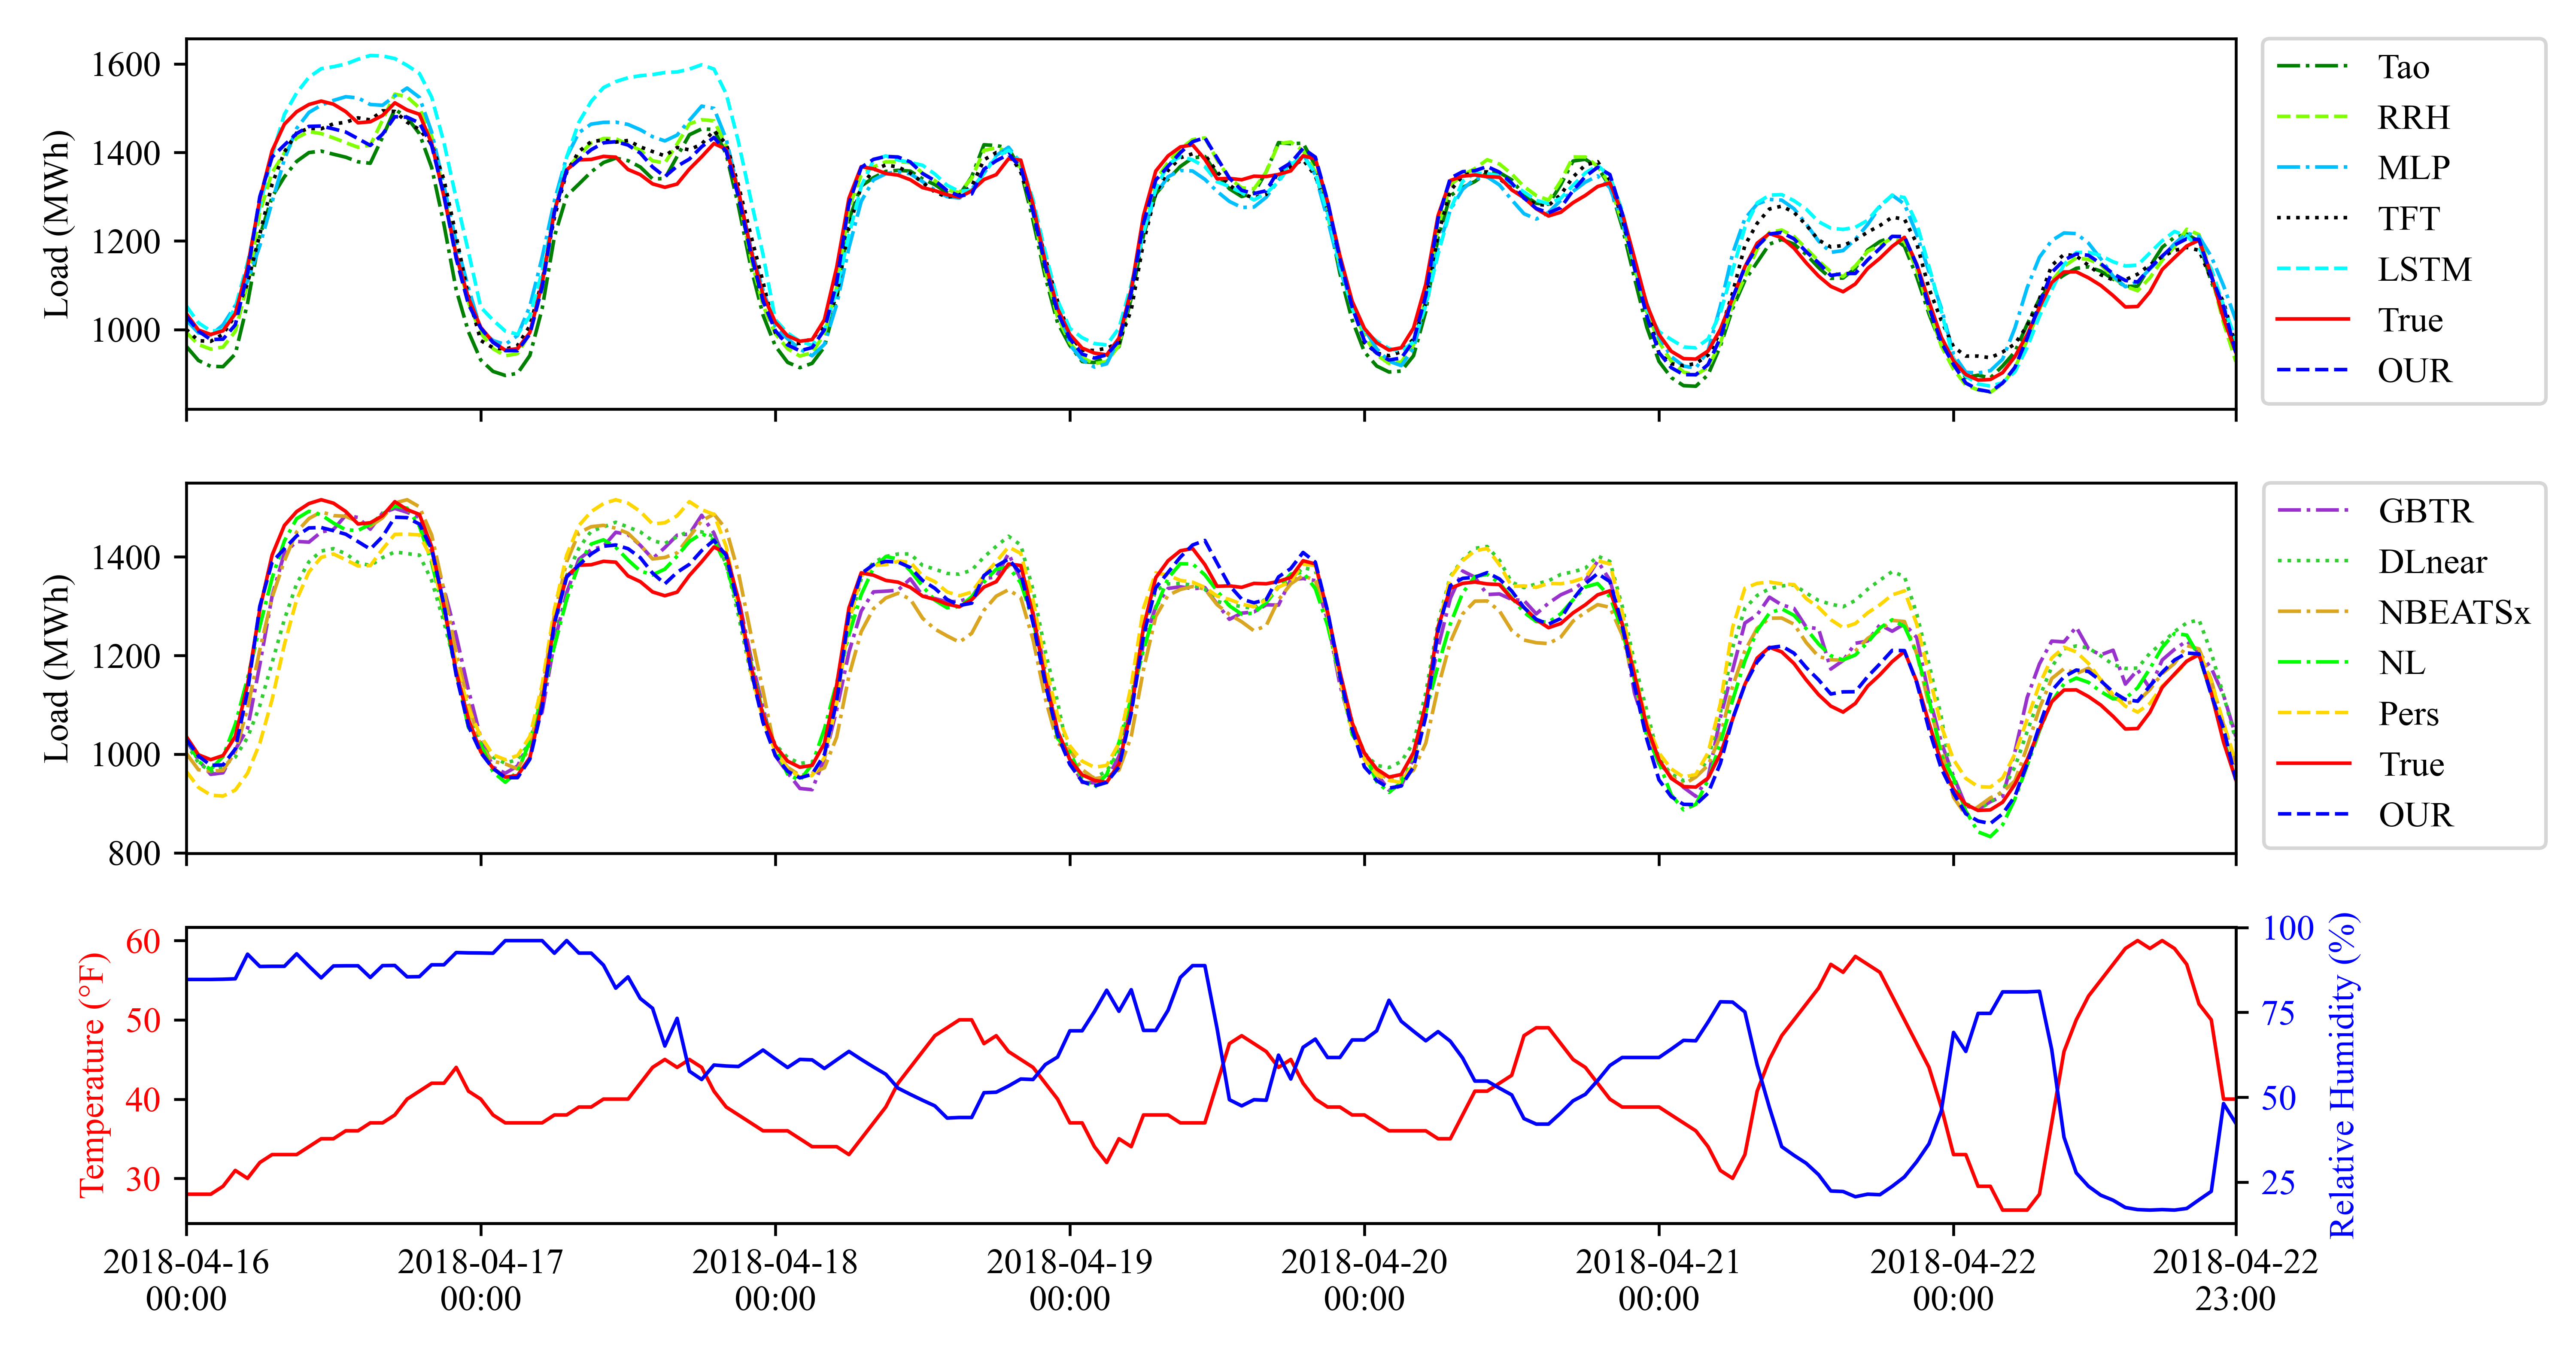 1600
1400
1200
1000
Load (MWh)
Tao
RRH
MLP
TFT
LSTM
True
OUR
1400
1200
1000
800
Load (MWh)
GBTR
DLnear
NBEATSx
NL
Pers
True
OUR
60
50
40
30
Temperature (°F)
100
75
50
25
Relative Humidity (%)
2018-04-16 2018-04-17 2018-04-18 2018-04-19 2018-04-20 2018-04-21 2018-04-22 2018-04-22
00:00 00:00 00:00 00:00 00:00 00:00 00:00 23:00